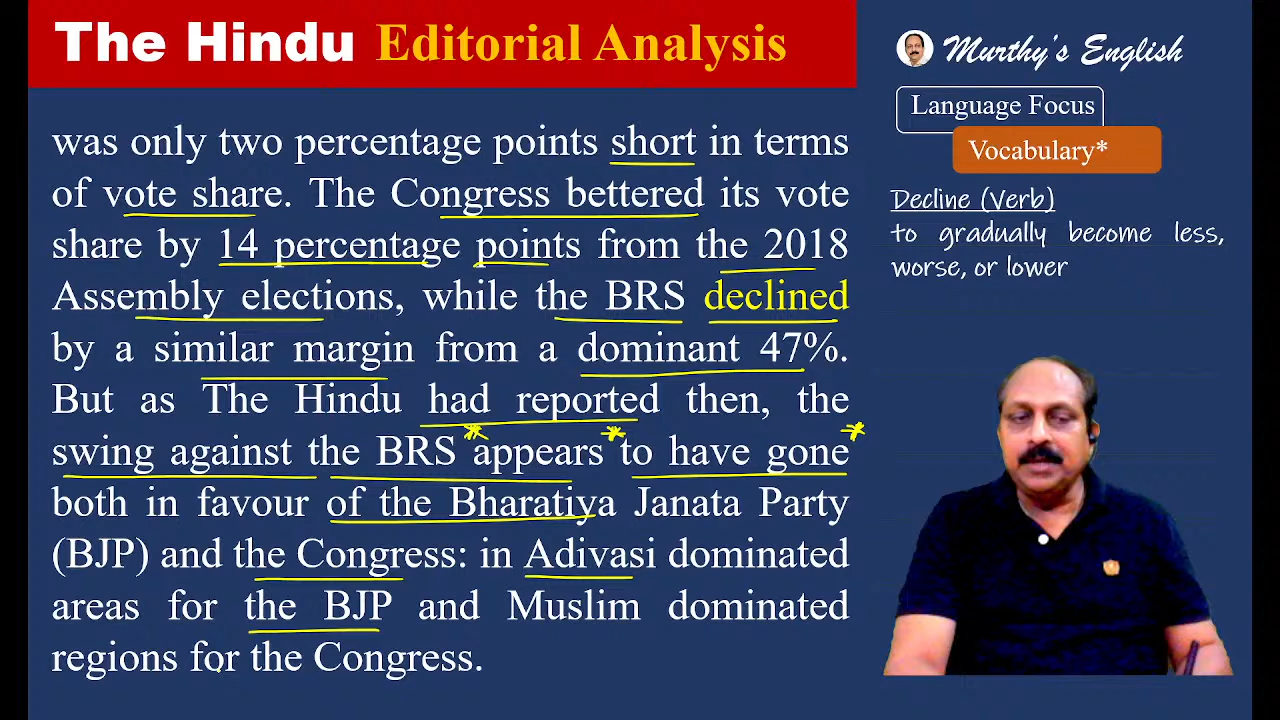 The Hindu Editorial Analysis
Murthy's English
Language Focus
Vocabulary*
Decline (Verb)
to gradually become less,
worse, or lower
was only two percentage points short in terms
of vote share. The Congress bettered its vote
share by 14 percentage points from the 2018
Assembly elections, while the BRS declined
by a similar margin from a dominant 47%.
But as The Hindu had reported then, the
swing against the BRS appears to have gone
both in favour of the Bharatiya Janata Party
(BJP) and the Congress: in Adivasi dominated
areas for the BJP and Muslim dominated
regions for the Congress.